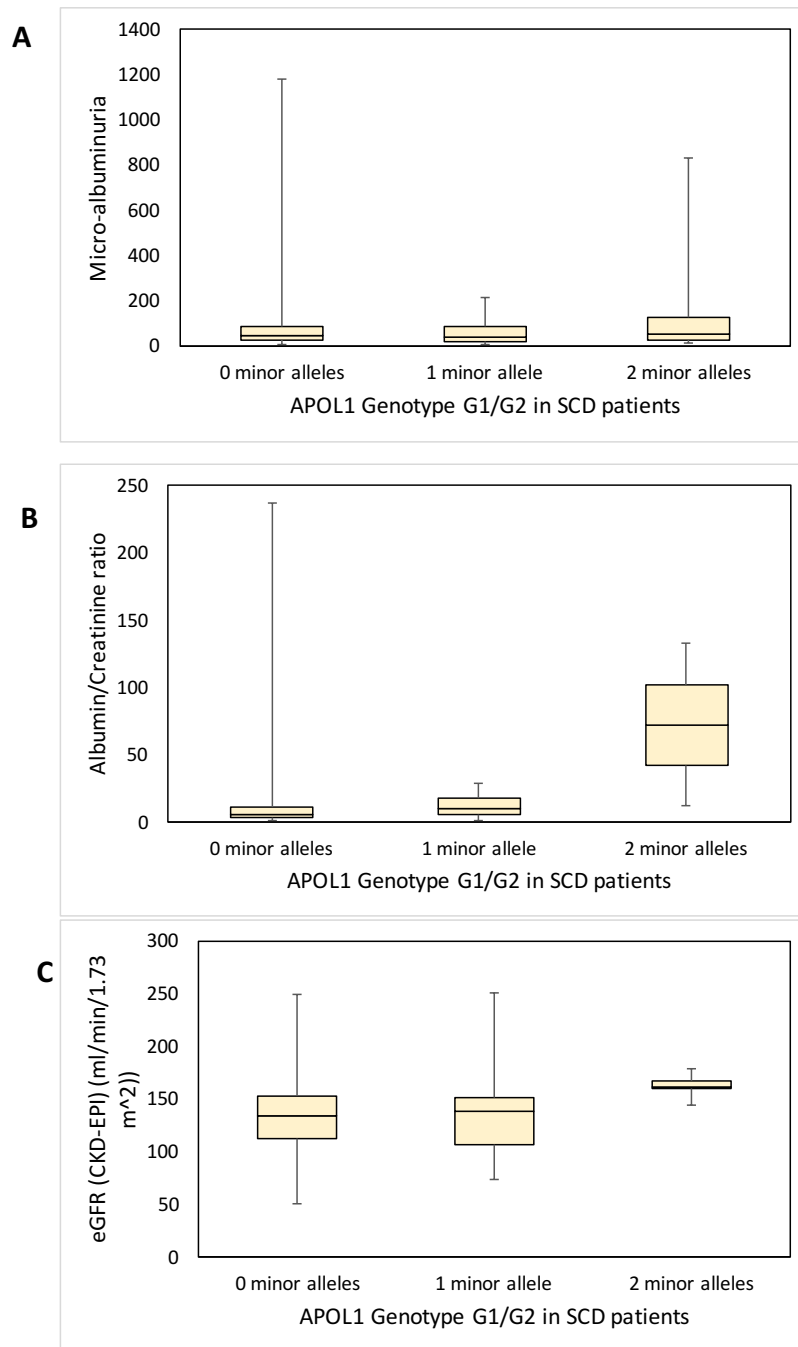 A
Micro-albuminuria
1400
1200
1000
800
600
400
200
0
0 minor alleles 1 minor allele 2 minor alleles
APOL1 Genotype G1/G2 in SCD patients
B
Albumin/Creatinine ratio
250
200
150
100
50
0
0 minor alleles 1 minor allele 2 minor alleles
APOL1 Genotype G1/G2 in SCD patients
C
eGFR (CKD-EPI) (ml/min/1.73
m^2))
300
250
200
150
100
50
0
0 minor alleles 1 minor allele 2 minor alleles
APOL1 Genotype G1/G2 in SCD patients